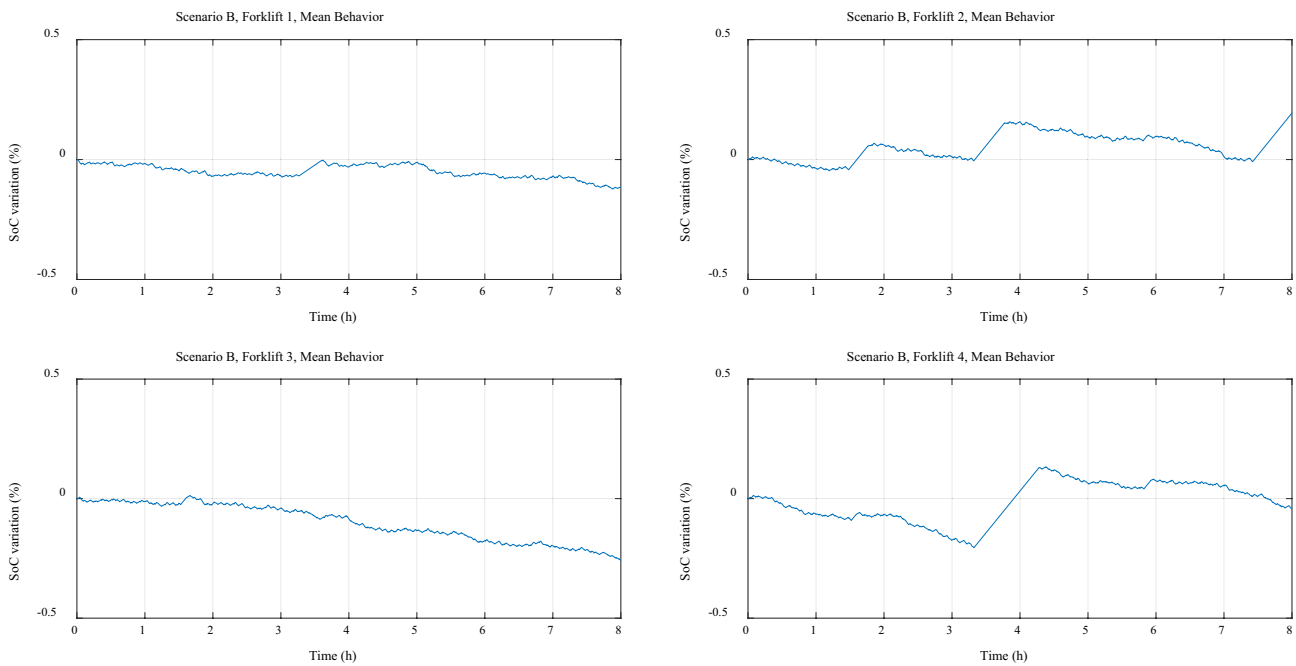 Scenario B, Forklift 1, Mean Behavior
0.5
0
-0.5
SoC variation (%)
0 1 2 3 4 5 6 7 8
Time (h)
Scenario B, Forklift 2, Mean Behavior
0.5
0
-0.5
SoC variation (%)
0 1 2 3 4 5 6 7 8
Time (h)
Scenario B, Forklift 3, Mean Behavior
0.5
0
-0.5
SoC variation (%)
0 1 2 3 4 5 6 7 8
Time (h)
Scenario B, Forklift 4, Mean Behavior
0.5
0
-0.5
SoC variation (%)
0 1 2 3 4 5 6 7 8
Time (h)